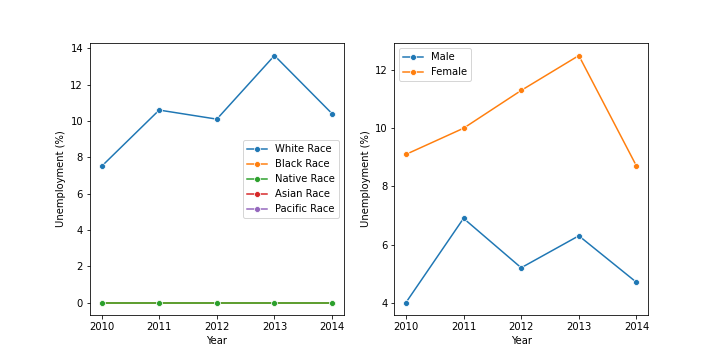 14
12
10
8
6
4
2
0
Unemployment (%)
2010 2011 2012 2013 2014
Year
White Race
Black Race
Native Race
Asian Race
Pacific Race
12
10
8
6
4
Unemployment (%)
2010 2011 2012 2013 2014
Year
Male
Female